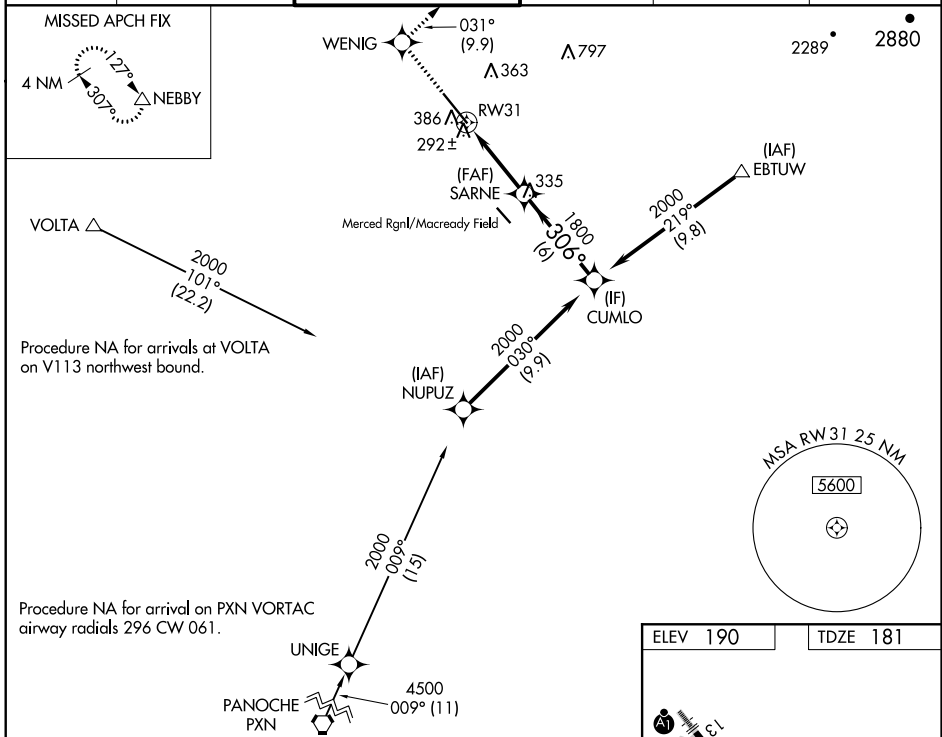 MISSED APCH FIX
4 NM
127°
307°
NEBBY
WENIG
031°
(9.9)
797
363
2289
2880
386
RW31
292±
(FAF)
SARNE
335
(IAF)
EBTUW
Merced Rgnl/Macready Field
1800
306°
(6)
2000
219°
(9.8)
VOLTA
2000
101°
(22.2)
(IF)
CUMLO
Procedure NA for arrivals at VOLTA
on V113 northwest bound.
2000
030°
(9.9)
(IAF)
NUPUZ
MSA RW31 25 NM
5600
2000
009°
(15)
Procedure NA for arrival on PXN VORTAC
airway radials 296 CW 061.
UNIGE
PANOCHE
PXN
4500
009° (11)
ELEV 190
TDZE 181
A1
13